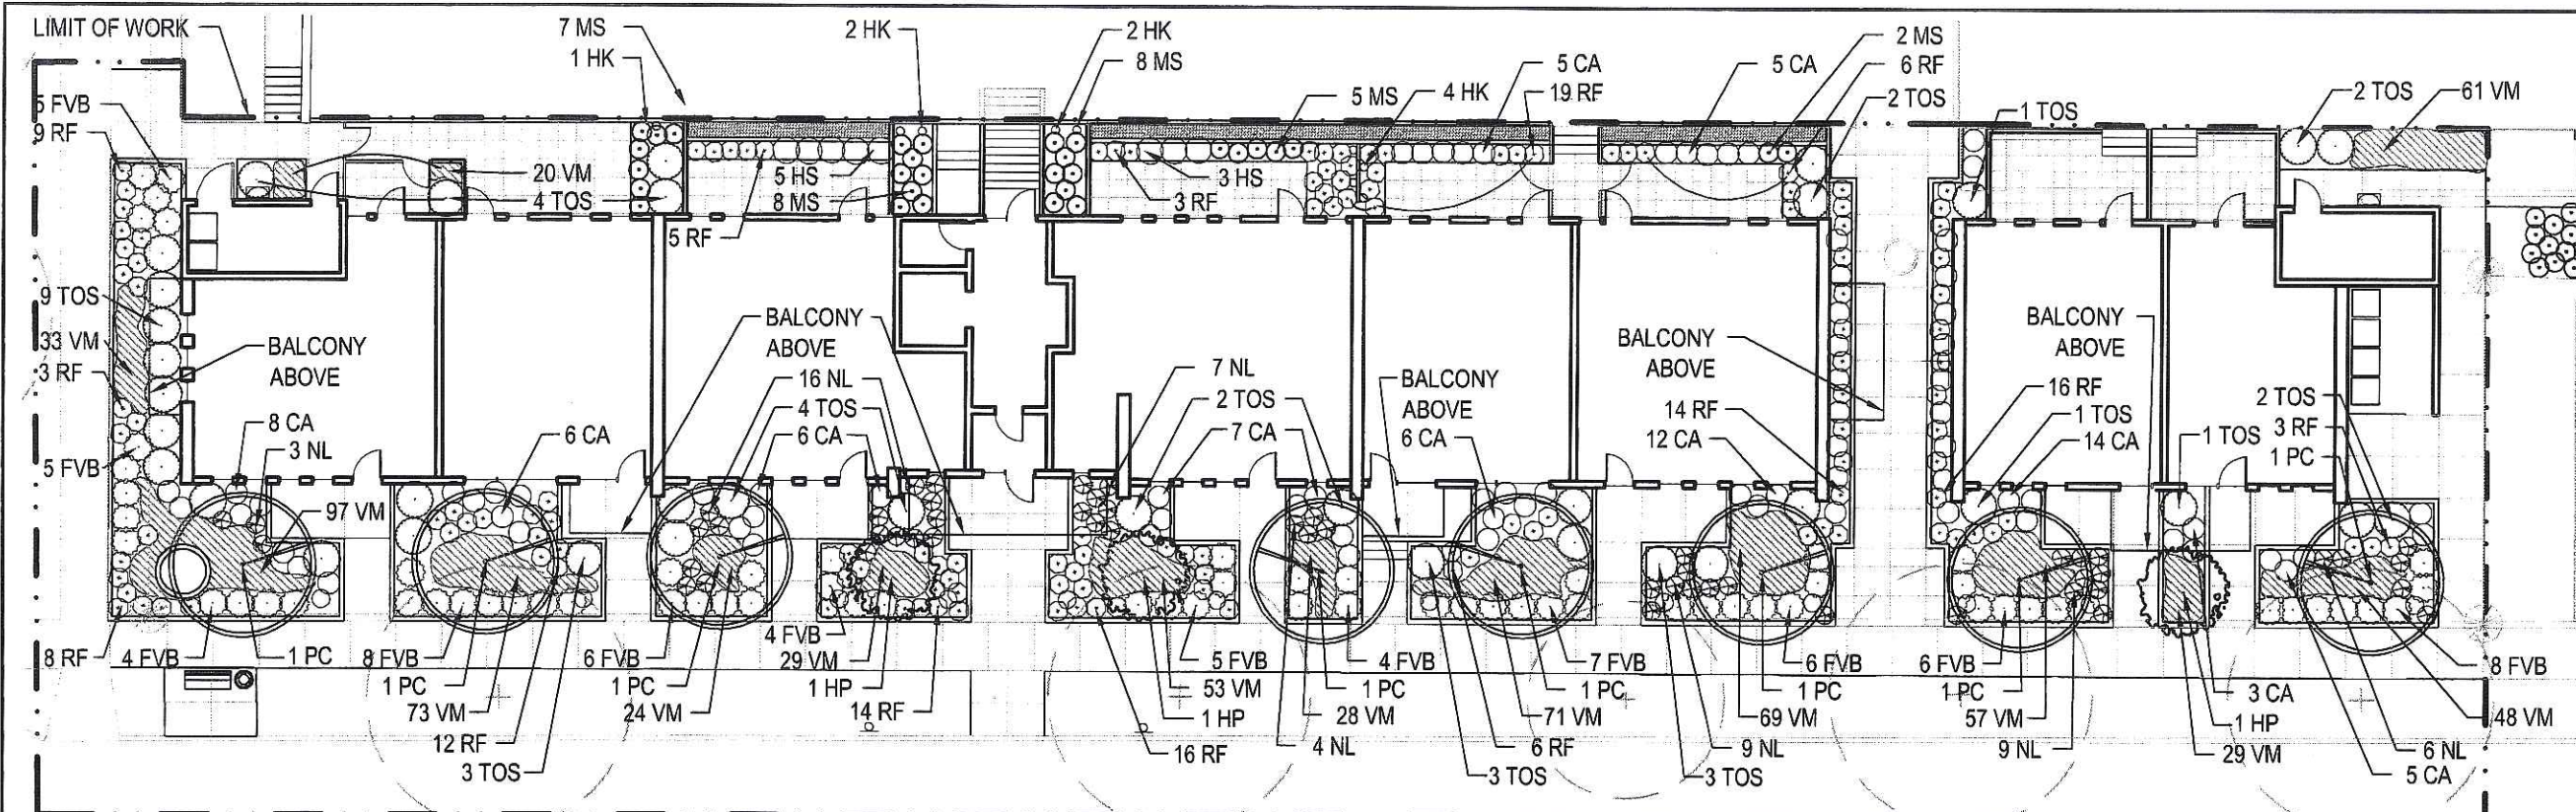 LIMIT OF WORK
7 MS
1 HK
2 HK
2 HK
8 MS
5 CA
19 RF
5 CA
2 MS
6 RF
2 TOS
1 TOS
2 TOS
61 VM
5 FVB
9 RF
5 MS
4 HK
20 VM
4 TOS
5 HS
8 MS
5 RF
3 HS
3 RF
9 TOS
33 VM
3 RF
BALCONY
ABOVE
8 CA
3 NL
5 FVB
97 VM
6 CA
BALCONY
ABOVE
16 NL
4 TOS
6 CA
7 NL
2 TOS
7 CA
BALCONY
ABOVE
6 CA
BALCONY
ABOVE
14 RF
12 CA
BALCONY
ABOVE
16 RF
1 TOS
14 CA
1 TOS
2 TOS
3 RF
1 PC
8 RF
4 FVB
1 PC
8 FVB
1 PC
73 VM
12 RF
3 TOS
6 FVB
1 PC
24 VM
4 FVB
29 VM
1 HP
14 RF
5 FVB
53 VM
1 HP
16 RF
4 FVB
1 PC
28 VM
4 NL
7 FVB
1 PC
71 VM
6 RF
3 TOS
6 FVB
1 PC
69 VM
9 NL
3 TOS
6 FVB
1 PC
57 VM
9 NL
3 CA
1 HP
29 VM
8 FVB
48 VM
6 NL
5 CA